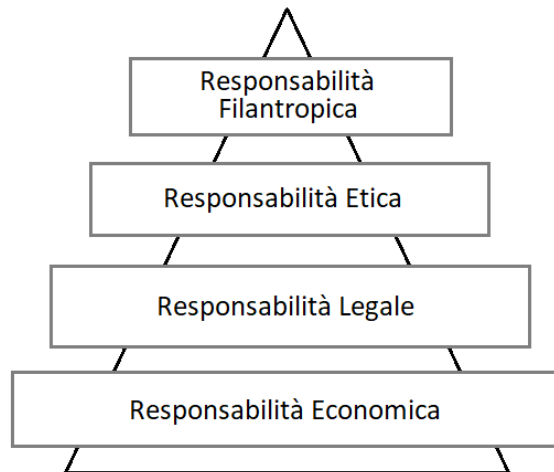 Responsabilità
Filantropica
Responsabilità Etica
Responsabilità Legale
Responsabilità Economica